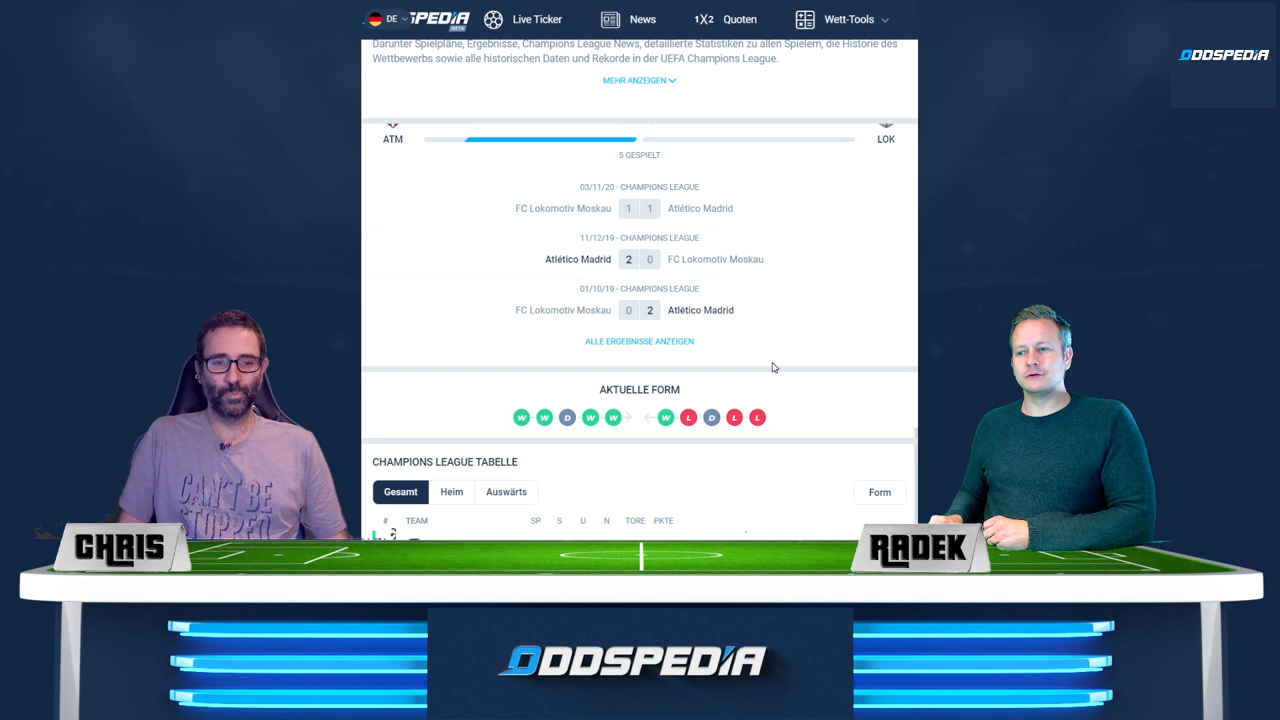 DE
PEDIA
BETA
Live Ticker
News
1X2 Quoten
Wett-Tools
ODDSPEDIA
Darunter Spielpläne, Ergebnisse, Champions League News, detaillierte Statistiken zu allen Spielern, die Historie des
Wettbewerbs sowie alle historischen Daten und Rekorde in der UEFA Champions League.
MEHR ANZEIGEN
ATM
LOK
5 GESPIELT
03/11/20 - CHAMPIONS LEAGUE
FC Lokomotiv Moskau 1 1 Atlético Madrid
11/12/19 - CHAMPIONS LEAGUE
Atlético Madrid 2 0 FC Lokomotiv Moskau
01/10/19 - CHAMPIONS LEAGUE
FC Lokomotiv Moskau 0 2 Atlético Madrid
ALLE ERGEBNISSE ANZEIGEN
AKTUELLE FORM
W W D W W W L D L L
CHAMPIONS LEAGUE TABELLE
Gesamt Heim Auswärts Form
# TEAM SP S U N TORE PKTE
CAN'T BE
STOPPED
CHRIS
RADEK
ODDSPEDIA